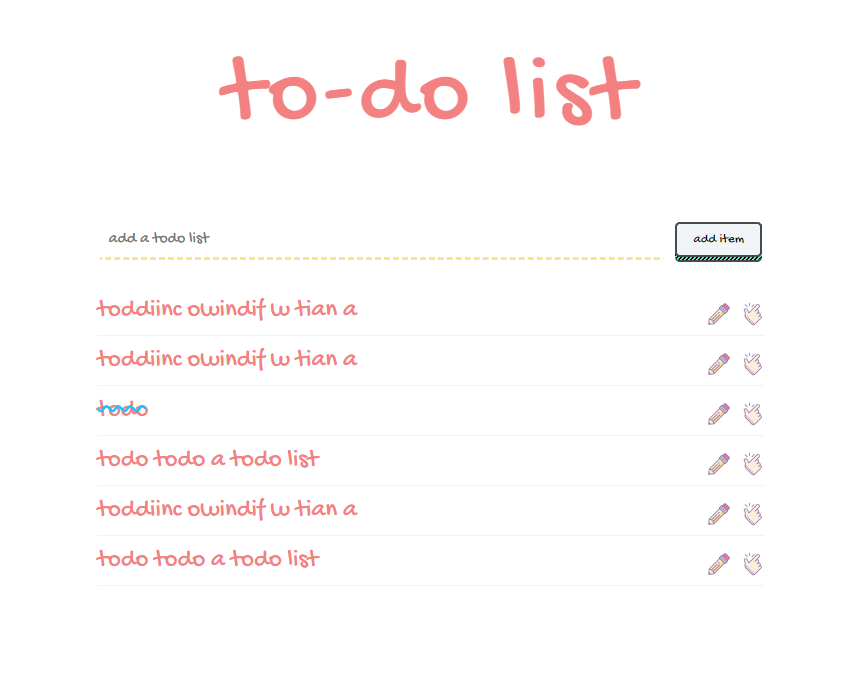 to-do list
add a todo list
add item
toddiinc owindif w tian a
toddiinc owindif w tian a
todo
todo todo a todo list
toddiinc owindif w tian a
todo todo a todo list